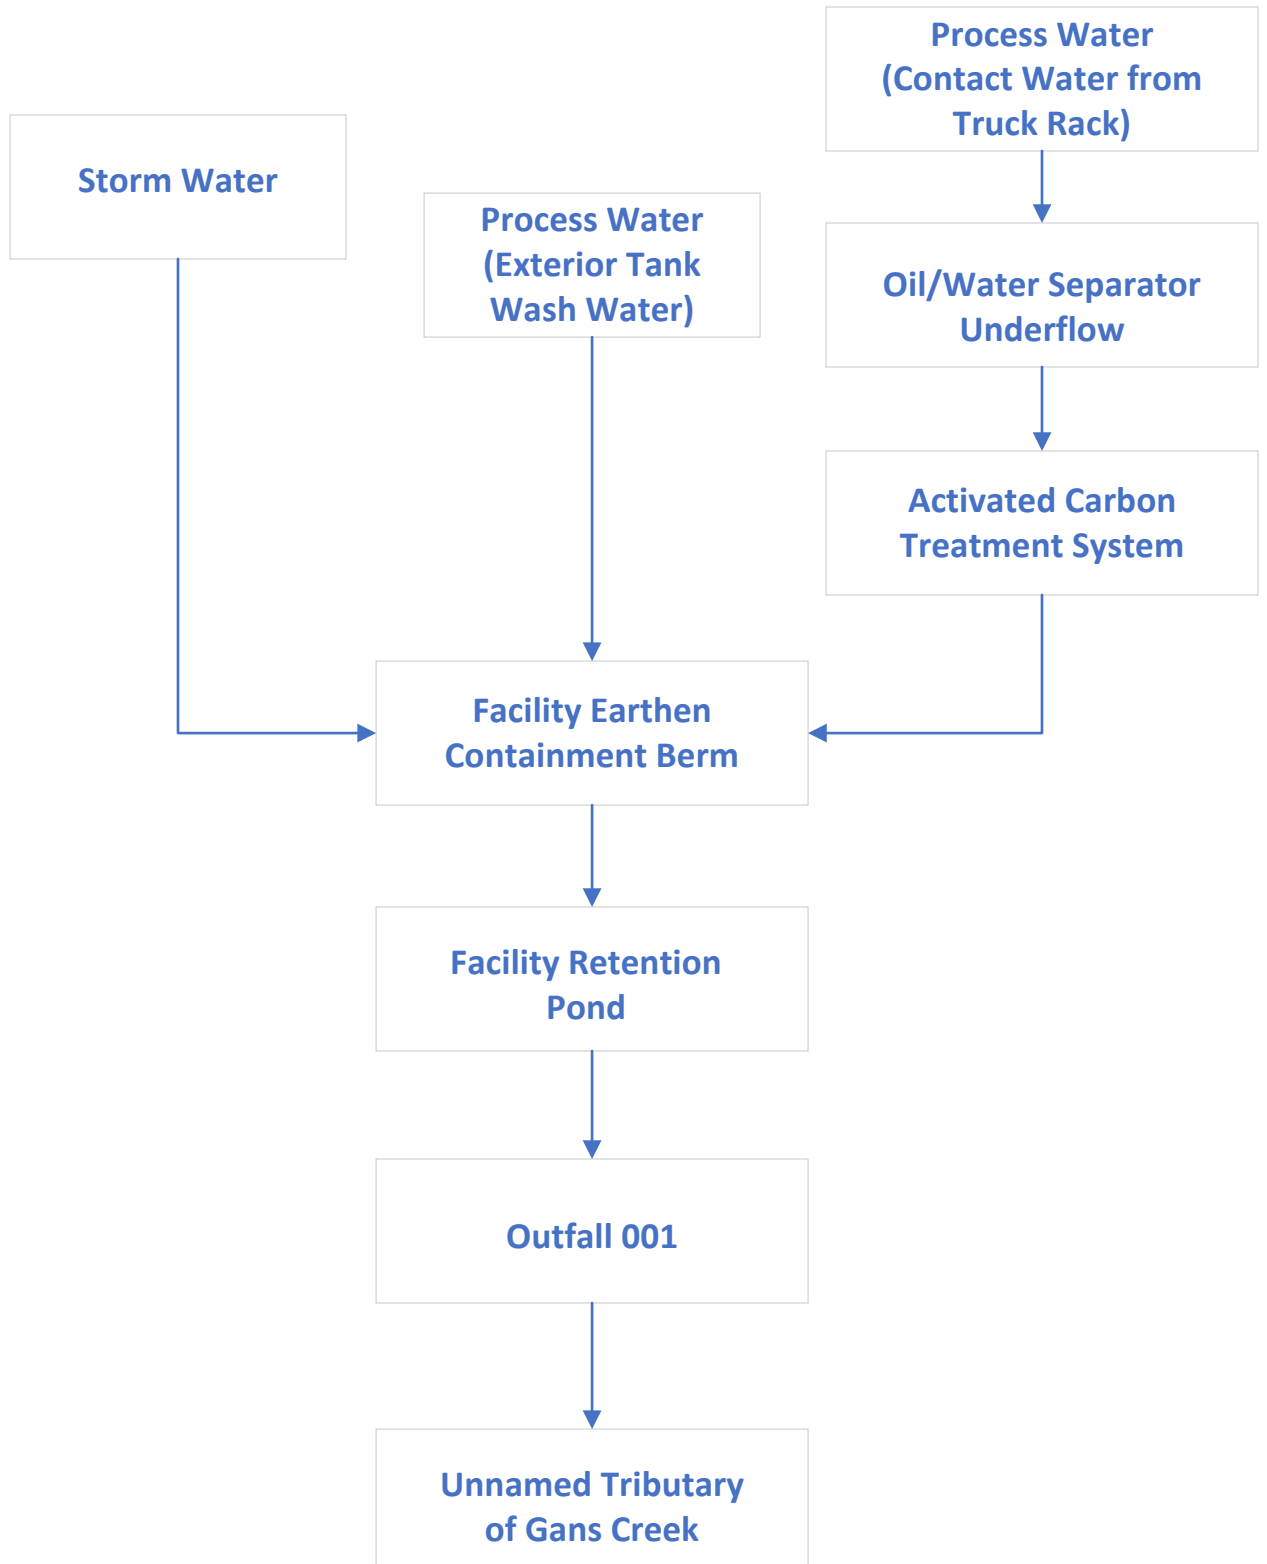 Process Water
(Contact Water from
Truck Rack)
Storm Water
Process Water
(Exterior Tank
Wash Water)
Oil/Water Separator
Underflow
Activated Carbon
Treatment System
Facility Earthen
Containment Berm
Facility Retention
Pond
Outfall 001
Unnamed Tributary
of Gans Creek